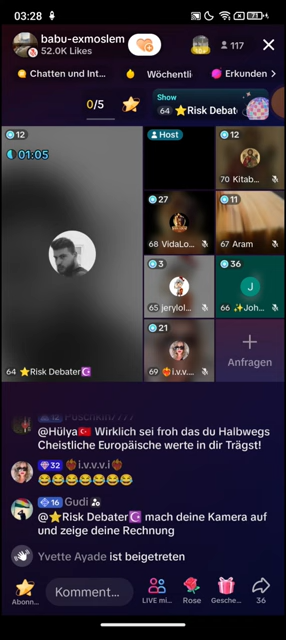 03:28
71
babu-exmoslem
52.0K Likes
117
Chatten und Int...
Wöchentli
Erkunden >
0/5
Show
64 ⭐Risk Debat
12
01:05
64 ⭐Risk Debater☪️
Host
12
70 Kitab...
27
68 VidaLo...
11
67 Aram
3
65 jerylol...
36
J
66 ✨Joh...
21
69 ❤️‍🔥i.v.v....
+
Anfragen
12 Puschkin7777
@Hülya🇹🇷 Wirklich sei froh das du Halbwegs
Cheistliche Europäische werte in dir Trägst!
32 ❤️‍🔥i.v.v.v.i❤️‍🔥
😂😂😂😂😂😂😂
16 Gudi
@⭐Risk Debater☪️ mach deine Kamera auf
und zeige deine Rechnung
Yvette Ayade ist beigetreten
Abonn...
Komment...
LIVE mi...
Rose
Gesche...
36